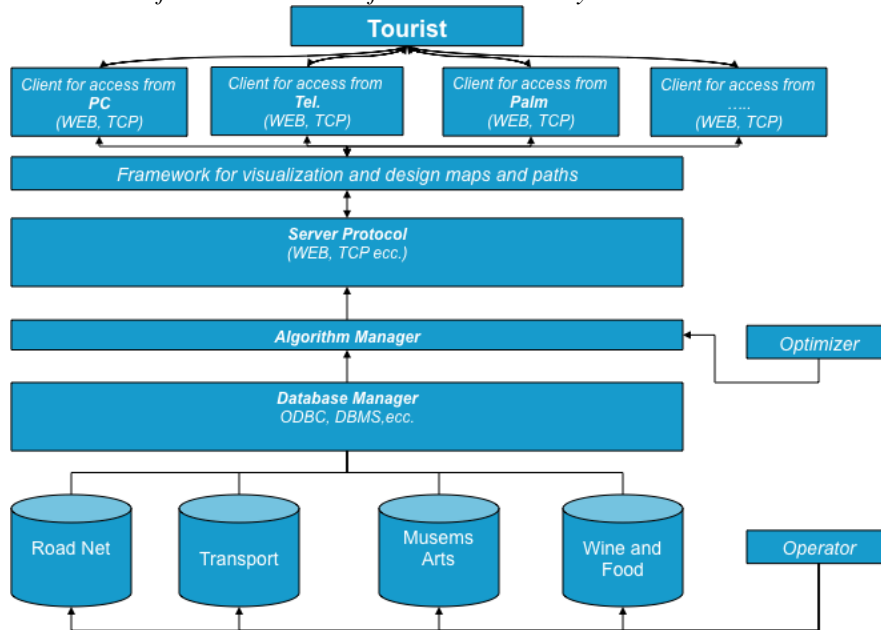 Tourist
Client for access from
PC
(WEB, TCP)
Client for access from
Tel.
(WEB, TCP)
Client for access from
Palm
(WEB, TCP)
Client for access from
.....
(WEB, TCP)
Framework for visualization and design maps and paths
Server Protocol
(WEB, TCP ecc.)
Algorithm Manager
Optimizer
Database Manager
ODBC, DBMS,ecc.
Road Net
Transport
Musems
Arts
Wine and
Food
Operator